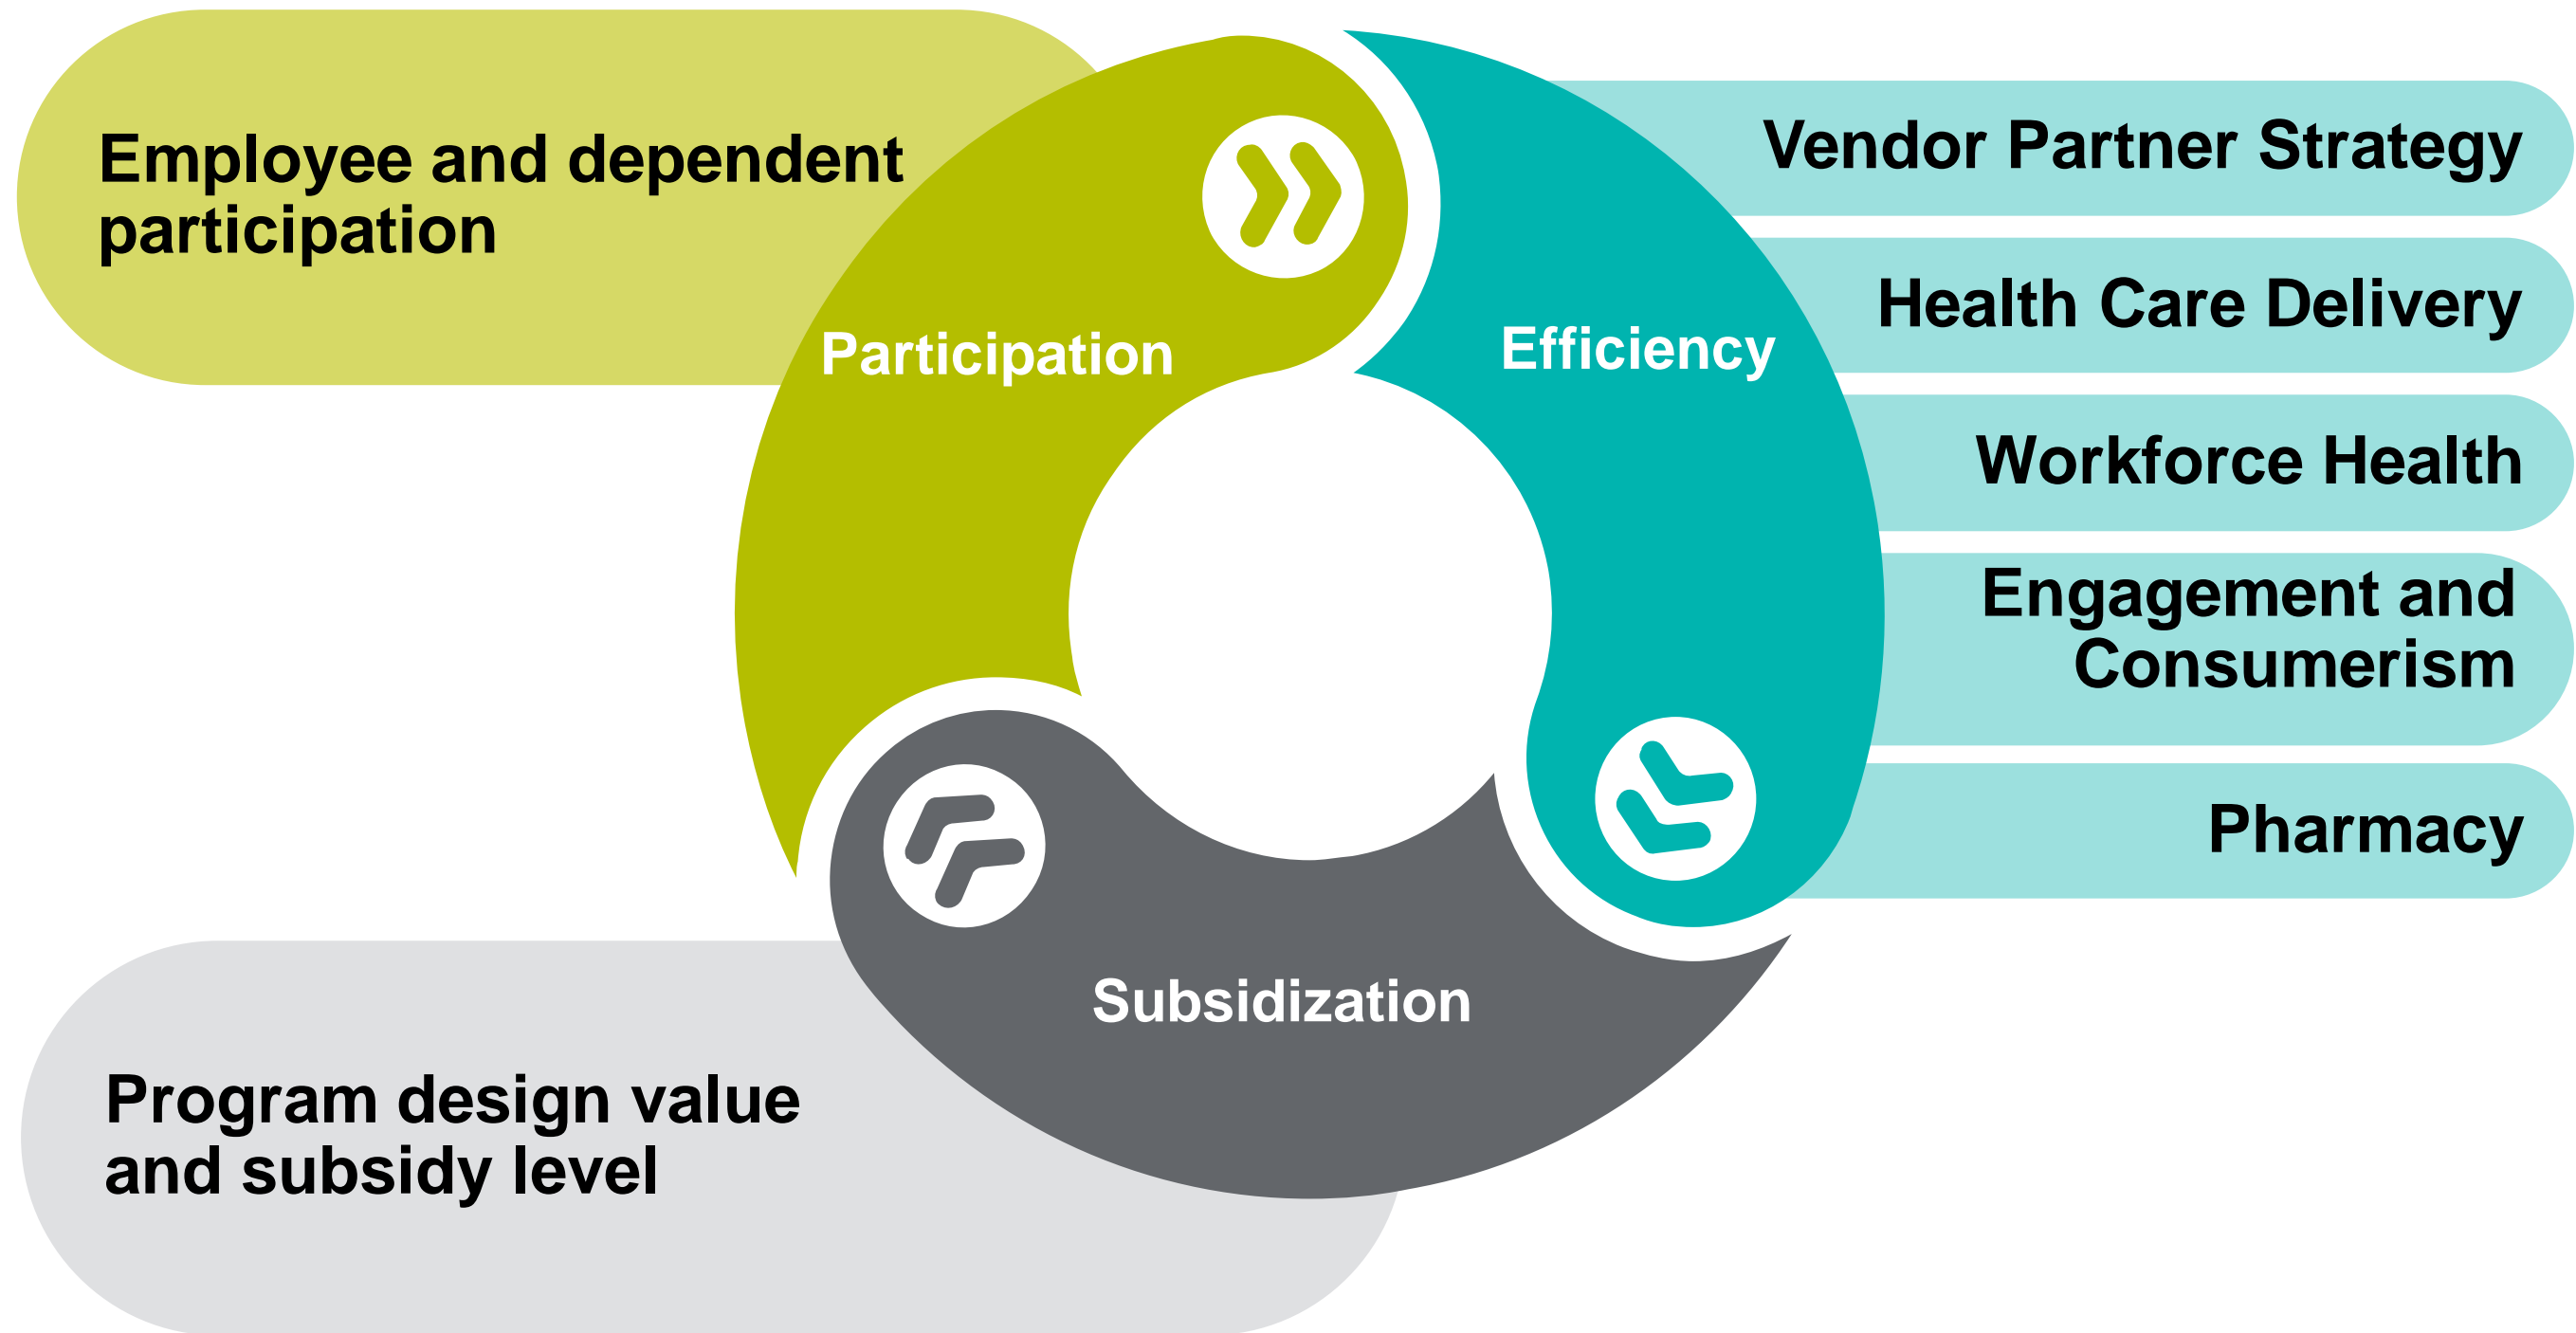 Employee and dependent
participation
Participation
Efficiency
Vendor Partner Strategy
Health Care Delivery
Workforce Health
Engagement and
Consumerism
Pharmacy
Subsidization
Program design value
and subsidy level